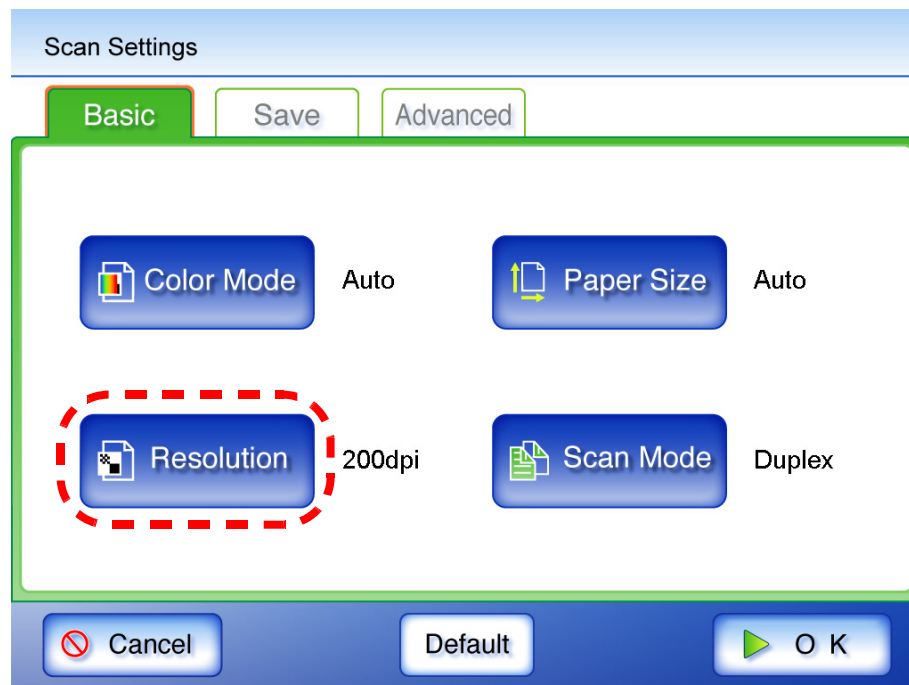 Scan Settings
Basic Save Advanced
Color Mode Auto Paper Size Auto
Resolution 200dpi Scan Mode Duplex
Cancel Default O K